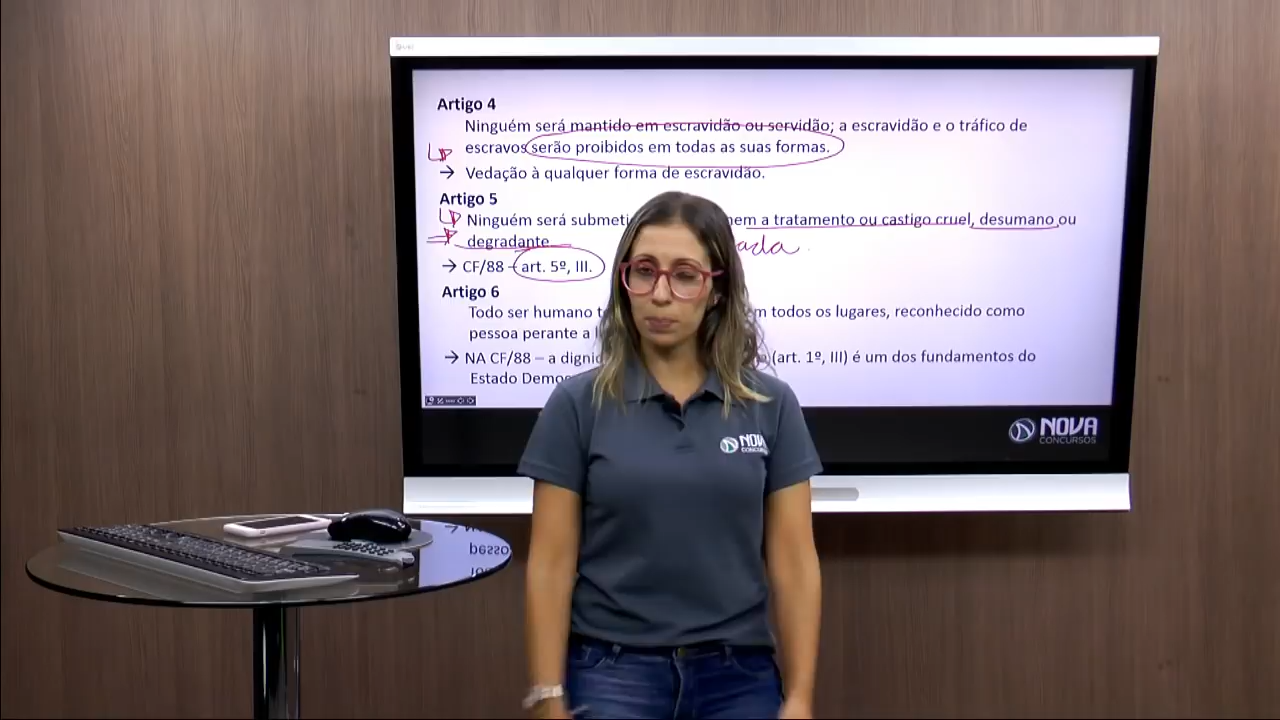 Artigo 4
Ninguém será mantido em escravidão ou servidão; a escravidão e o tráfico de
escravos serão proibidos em todas as suas formas.
→ Vedação à qualquer forma de escravidão.
Artigo 5
Ninguém será a tratamento ou castigo cruel, desumano ou
degradante
→ CF/88 – art. 5º, III.
Artigo 6
Todo ser humano todos os lugares, reconhecido como
pessoa perante a
→ NA CF/88 – a (art. 1º, III) é um dos fundamentos do
Estado
NOVA
CONCURSOS